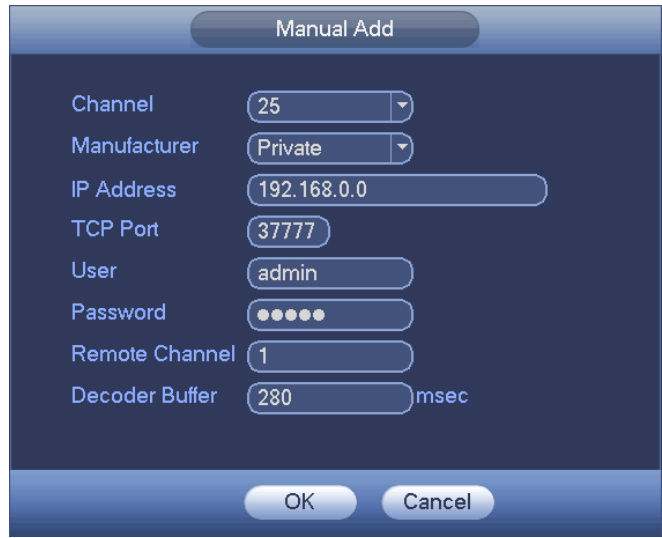 Manual Add
Channel 25
Manufacturer Private
IP Address 192.168.0.0
TCP Port 37777
User admin
Password ●●●●●
Remote Channel 1
Decoder Buffer 280 msec
OK Cancel